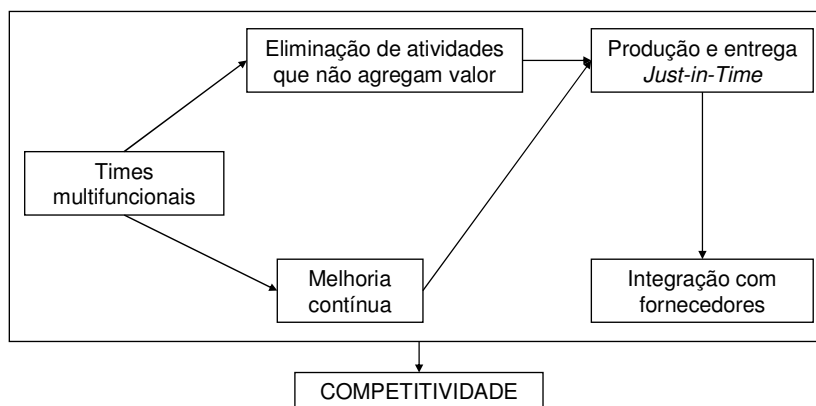 Eliminação de atividades
que não agregam valor
Produção e entrega
Just-in-Time
Times
multifuncionais
Melhoria
contínua
Integração com
fornecedores
COMPETITIVIDADE